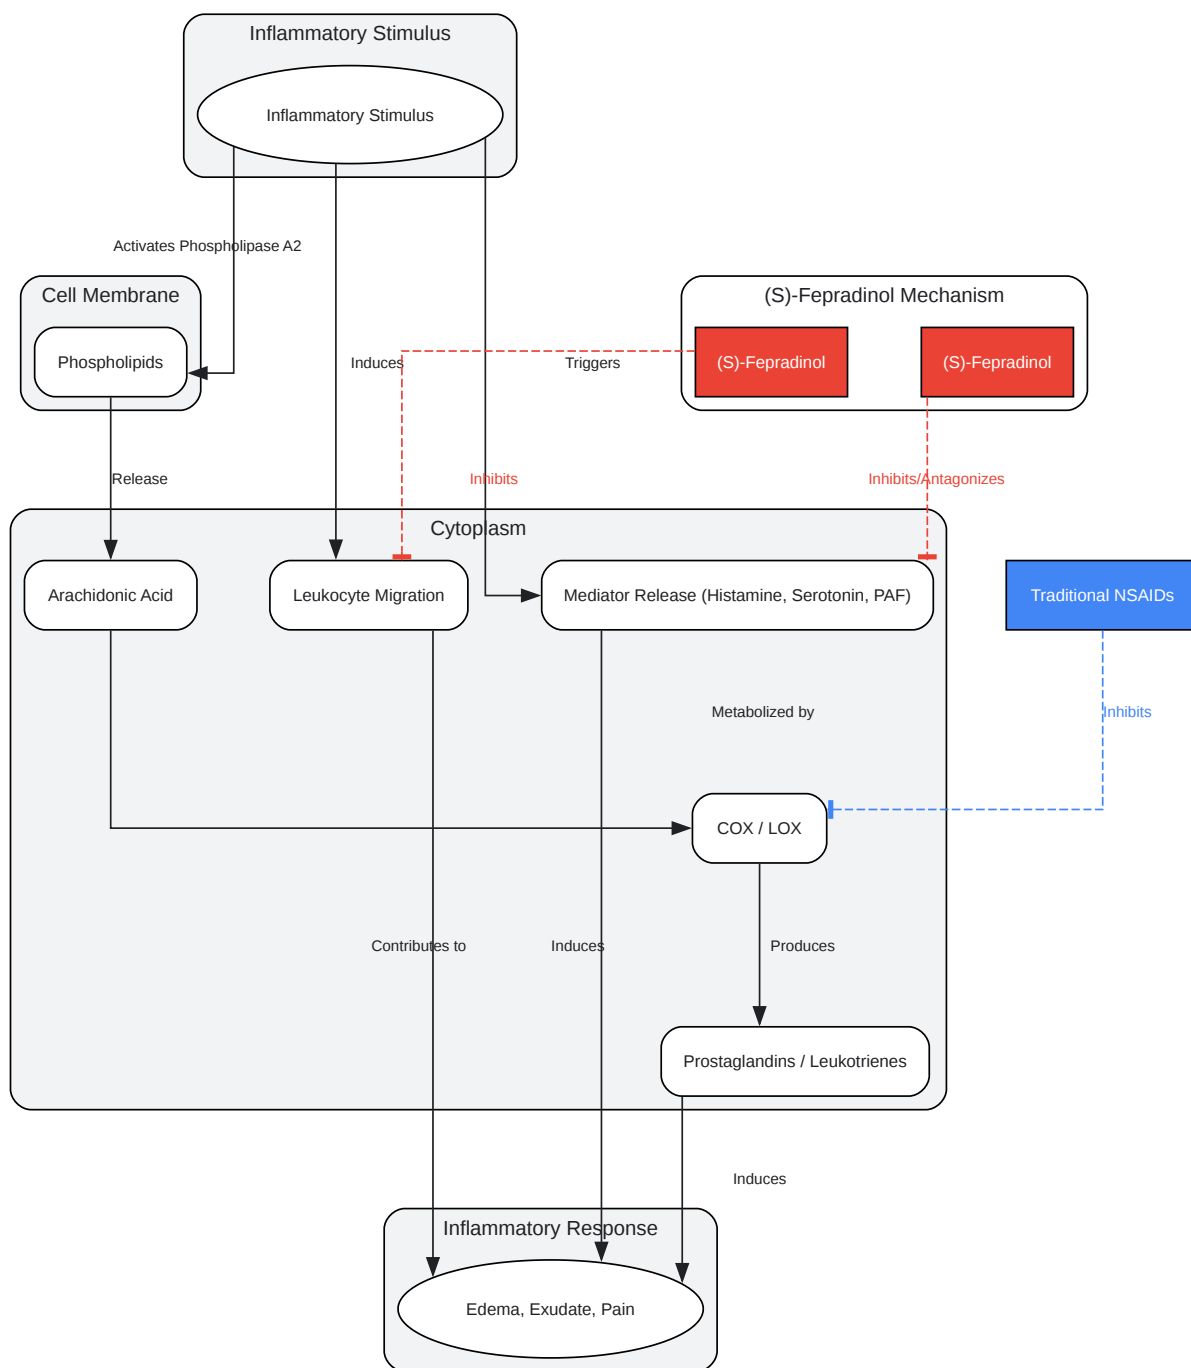 Inflammatory Stimulus
Inflammatory Stimulus
Activates Phospholipase A2
Cell Membrane
(S)-Fepradinol Mechanism
Phospholipids
Induces
Triggers
(S)-Fepradinol
(S)-Fepradinol
Release
Inhibits
Inhibits/Antagonizes
Cytoplasm
Arachidonic Acid
Leukocyte Migration
Mediator Release (Histamine, Serotonin, PAF)
Traditional NSAIDs
Metabolized by
Inhibits
COX / LOX
Contributes to
Induces
Produces
Prostaglandins / Leukotrienes
Induces
Inflammatory Response
Edema, Exudate, Pain